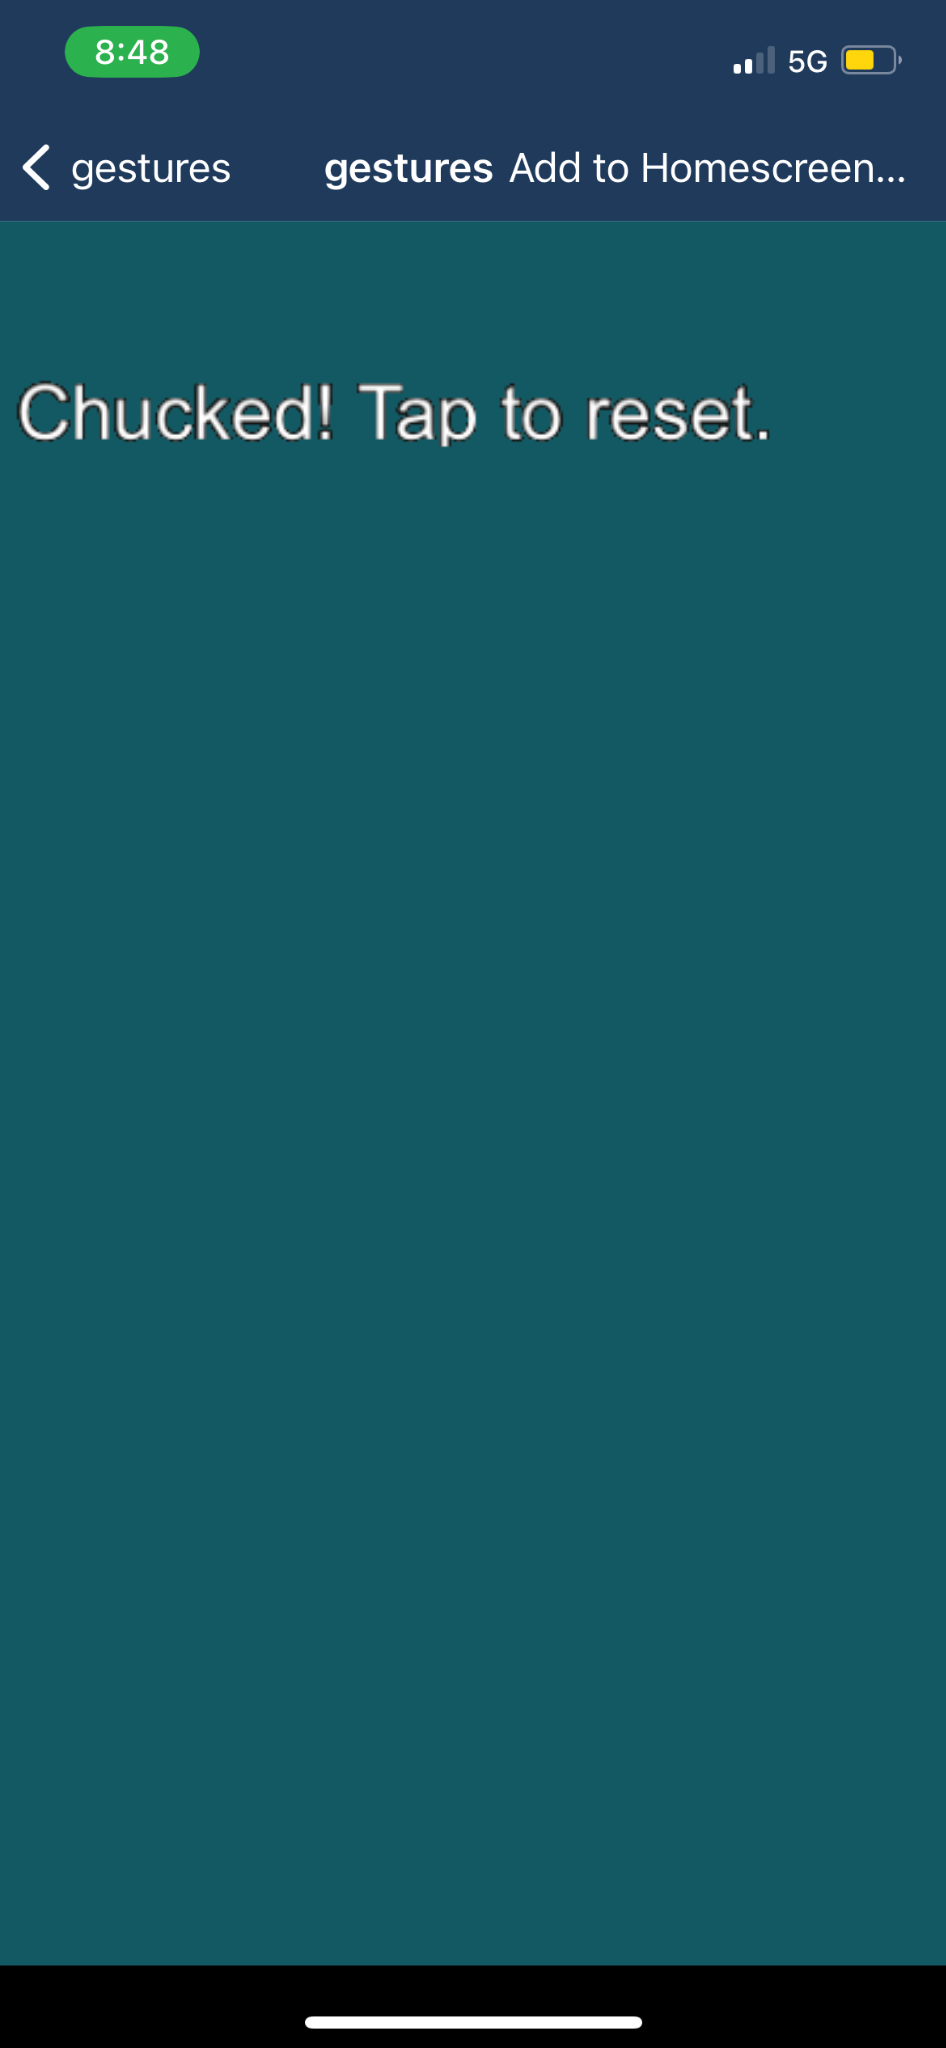 8:48 5G
gestures gestures Add to Homescreen...
Chucked! Tap to reset.